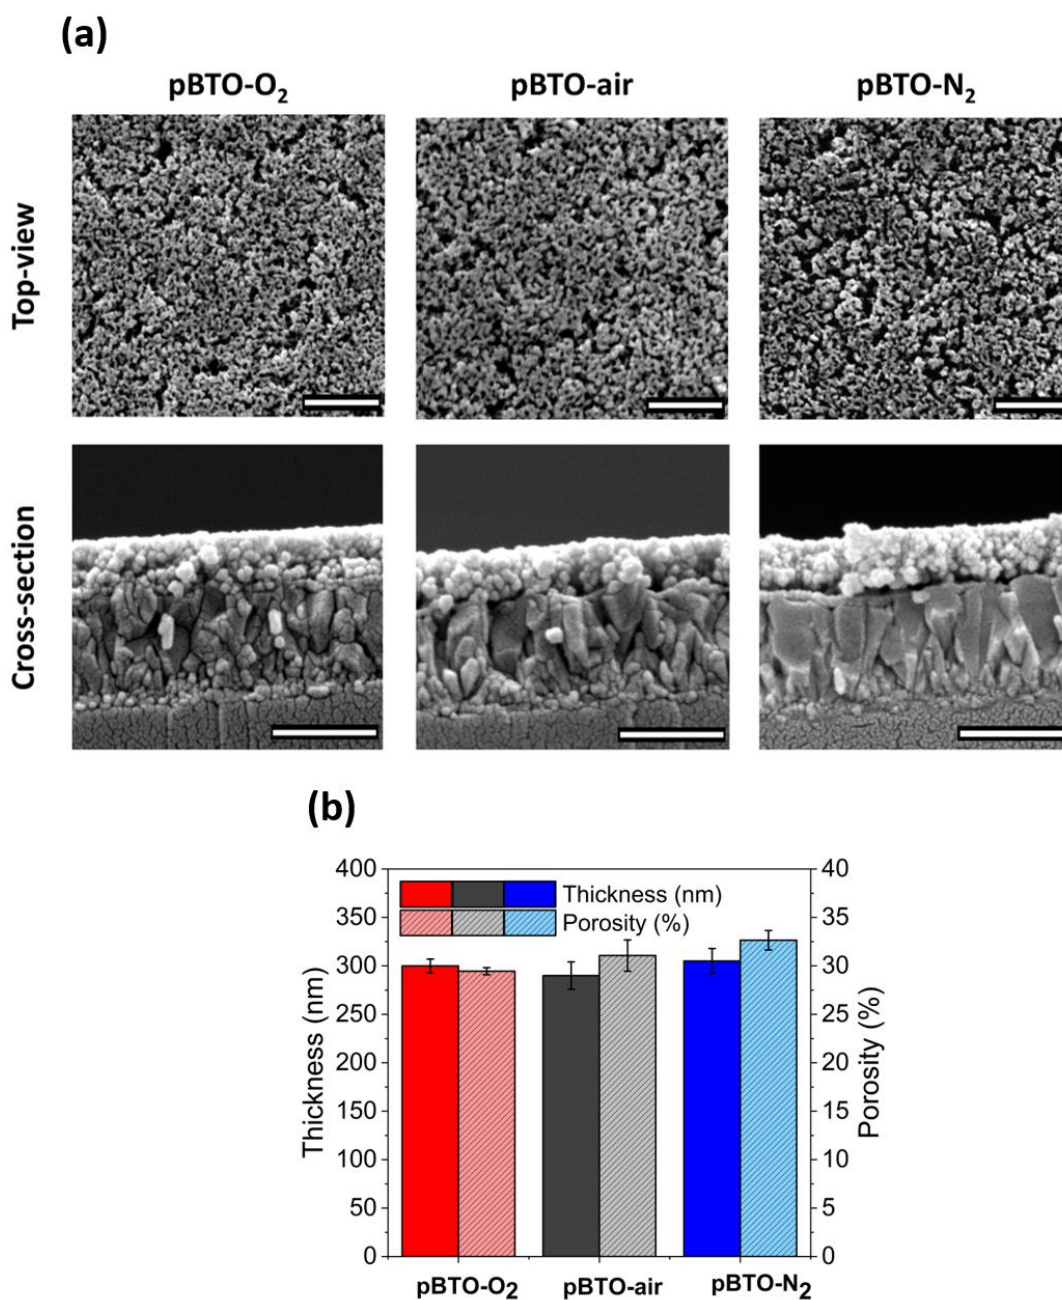 (a)
pBTO-O₂ pBTO-air pBTO-N₂
Top-view
Cross-section
(b)
400 40
350 35
300 30
250 25
200 20
150 15
100 10
50 5
0 0
Thickness (nm)
Porosity (%)
Thickness (nm)
Porosity (%)
pBTO-O2 pBTO-air pBTO-N2